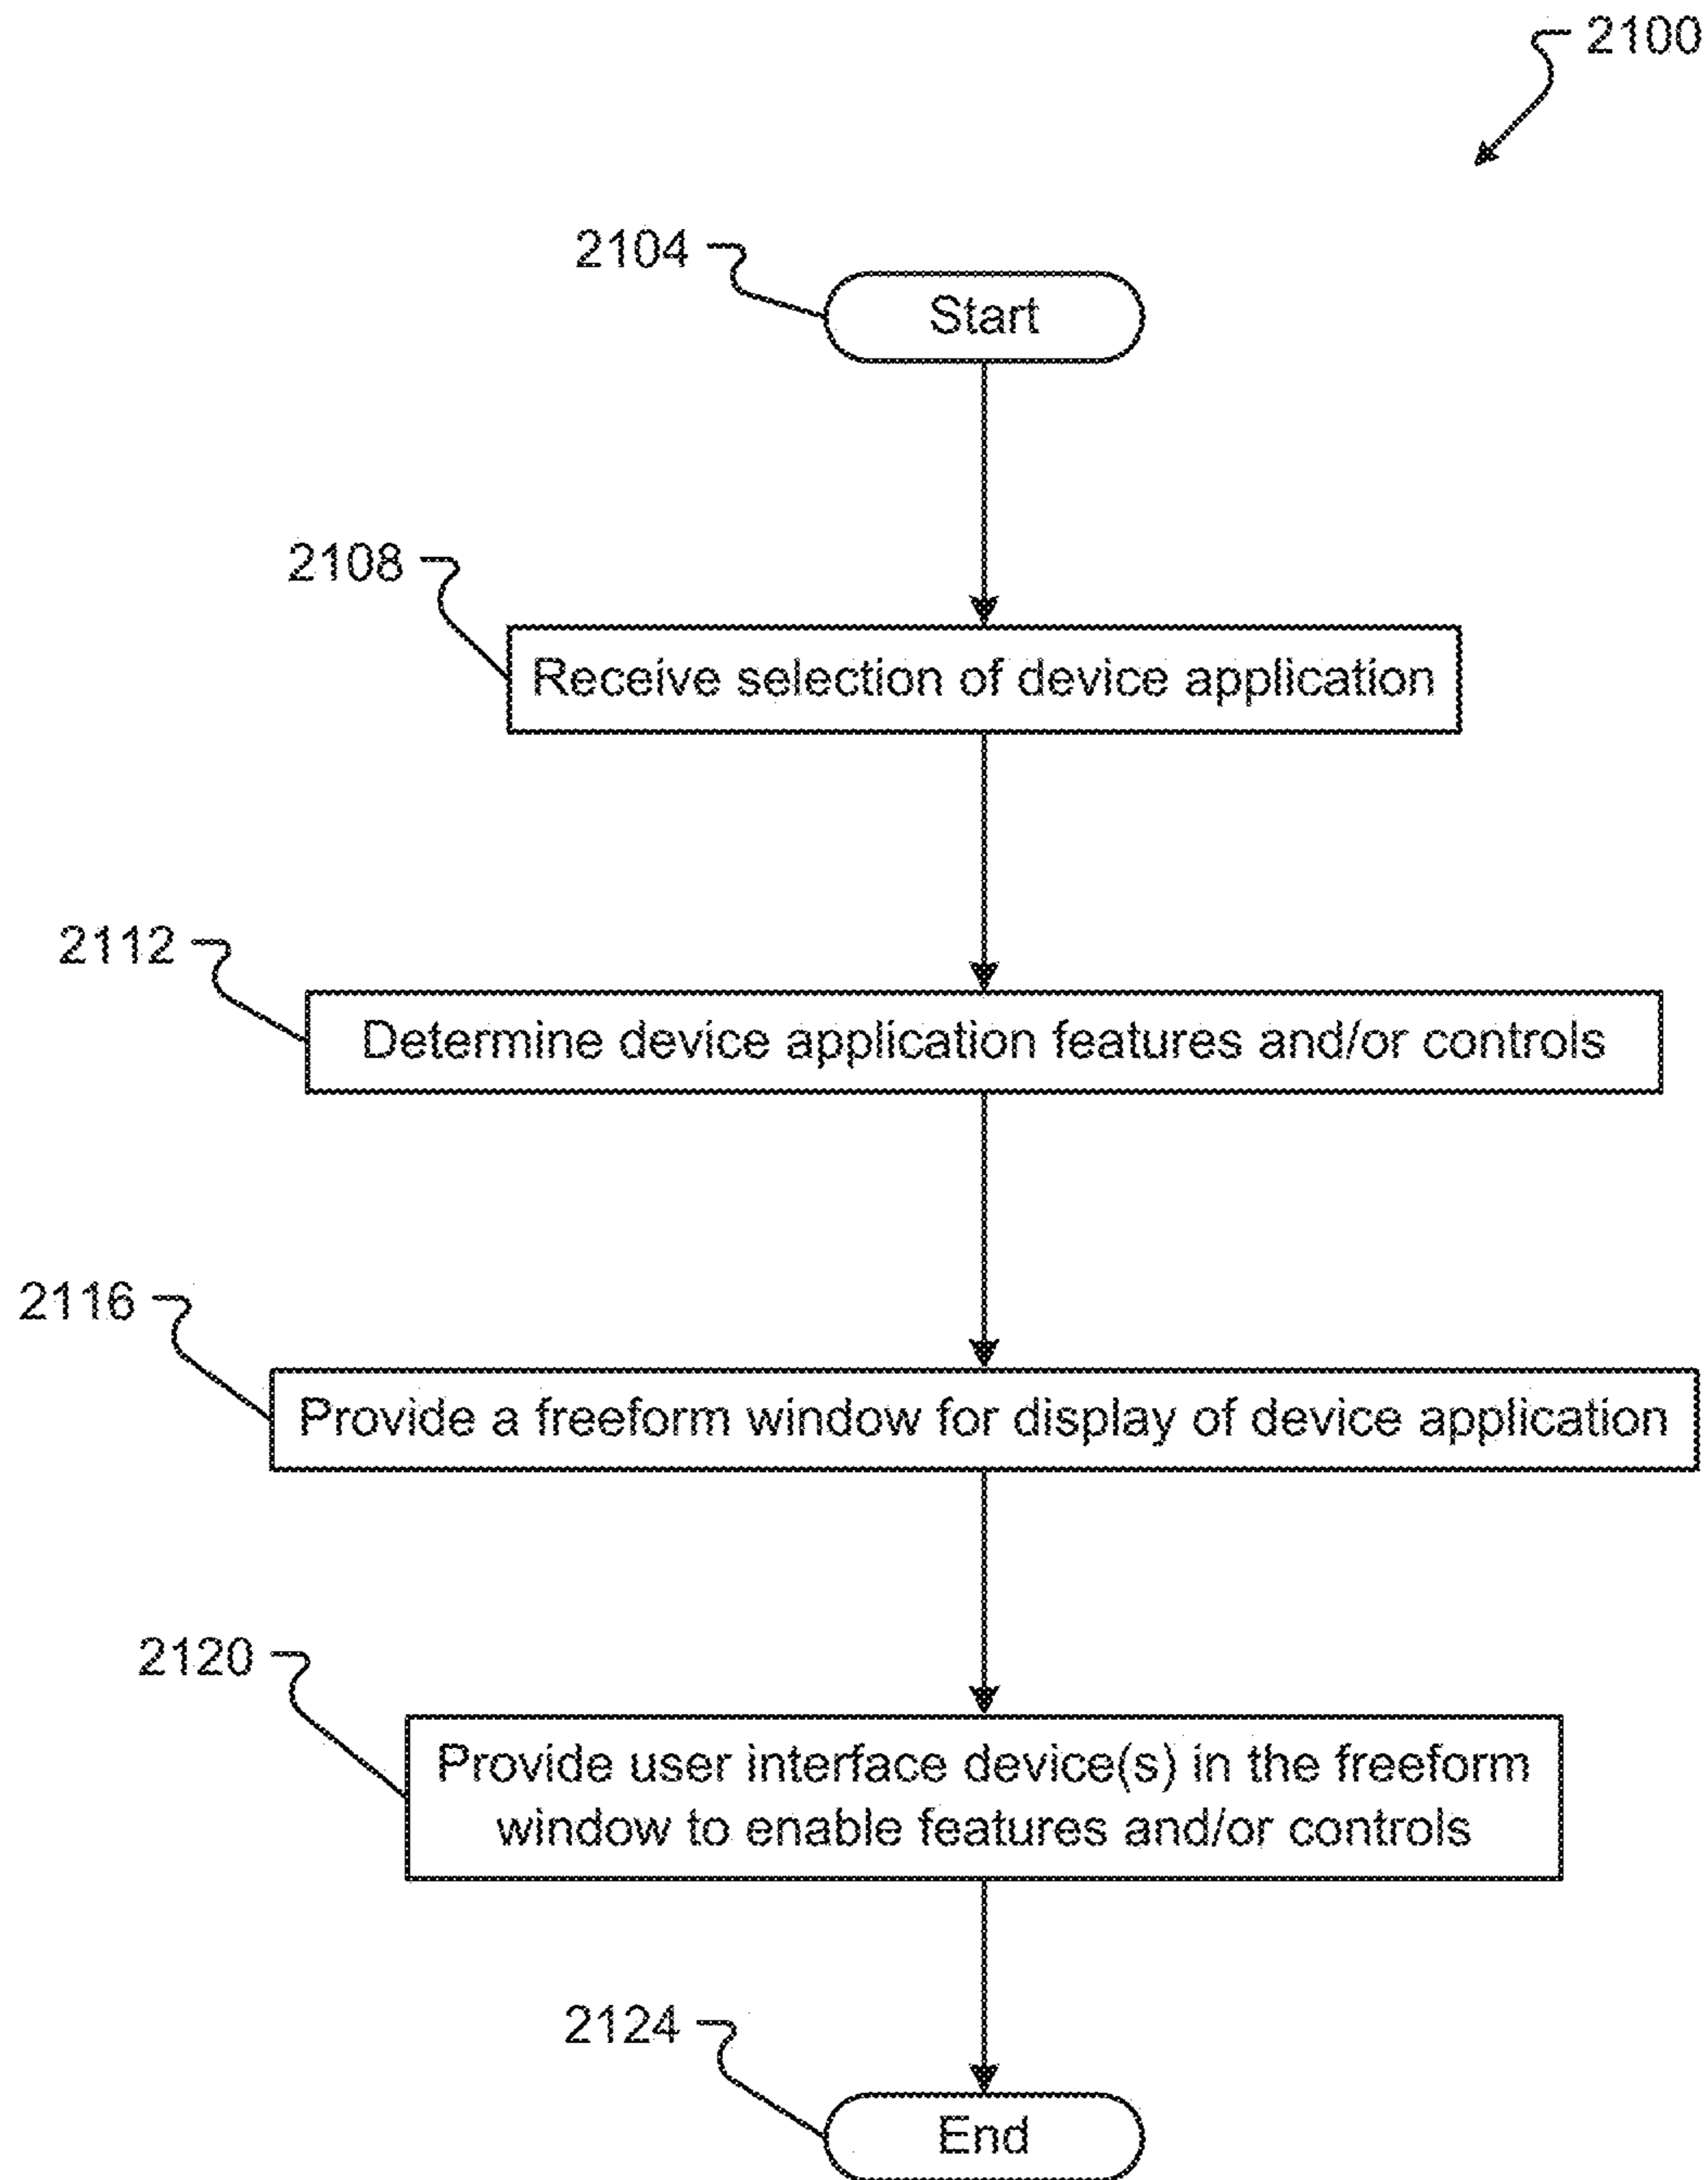 2100
2104
Start
2108
Receive selection of device application
2112
Determine device application features and/or controls
2116
Provide a freeform window for display of device application
2120
Provide user interface device(s) in the freeform
window to enable features and/or controls
2124
End